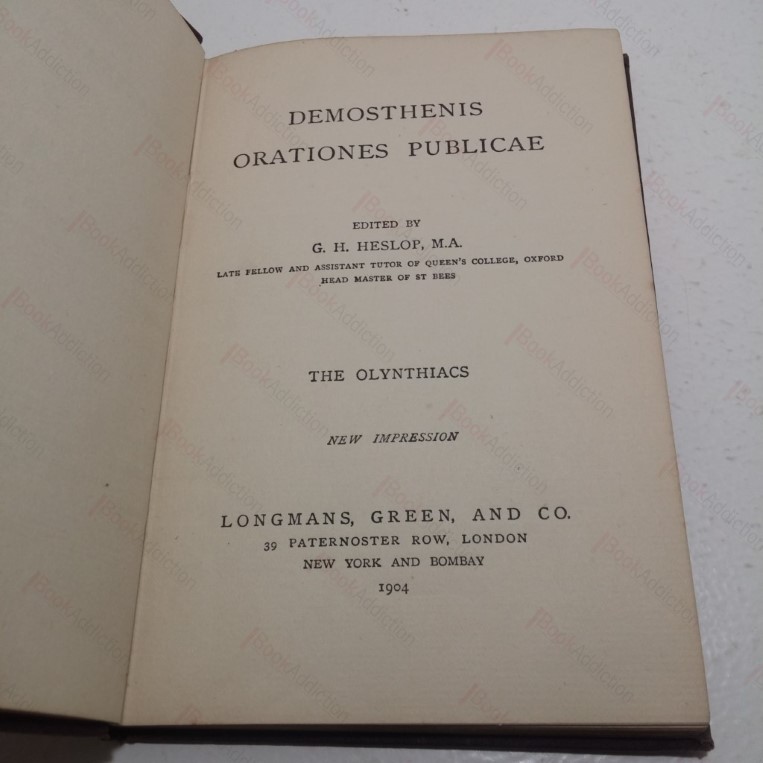 DEMOSTHENIS
ORATIONES PUBLICAE
EDITED BY
G. H. HESLOP, M.A.
LATE FELLOW AND ASSISTANT TUTOR OF QUEEN'S COLLEGE, OXFORD
HEAD MASTER OF ST BEES
THE OLYNTHIACS
NEW IMPRESSION
LONGMANS, GREEN, AND CO.
39 PATERNOSTER ROW, LONDON
NEW YORK AND BOMBAY
1904
BookAddiction